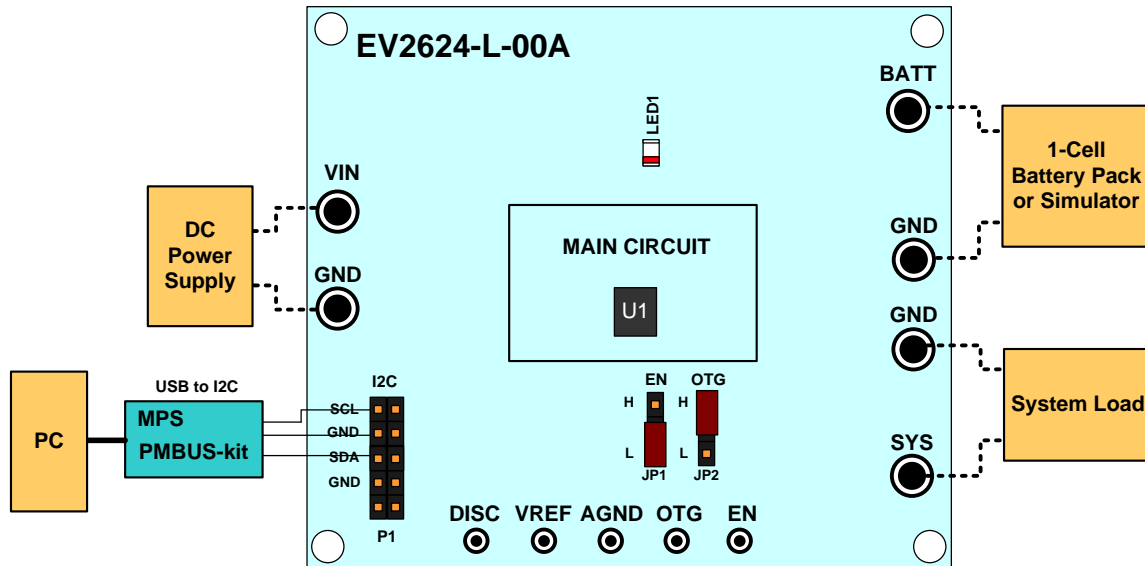 EV2624-L-00A
BATT
LED1
1-Cell
Battery Pack
or Simulator
VIN
DC
Power
Supply
GND
MAIN CIRCUIT
U1
GND
GND
USB to I2C
I2C
EN
OTG
PC
MPS
PMBUS-kit
SCL
GND
SDA
GND
P1
H
L
JP1
H
L
JP2
System Load
SYS
DISC
VREF
AGND
OTG
EN